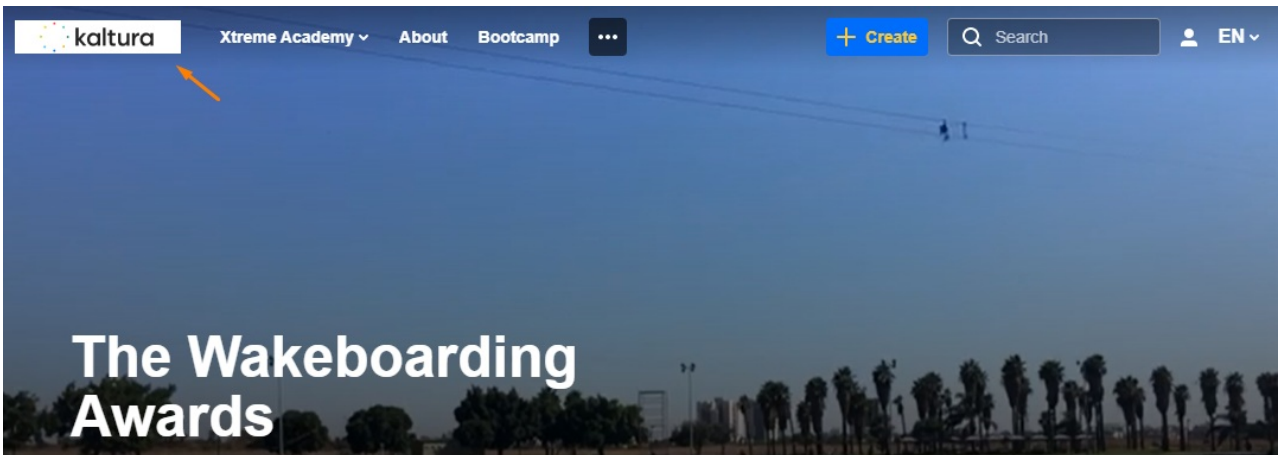 kaltura
Xtreme Academy
About
Bootcamp
Create
Search
EN
The Wakeboarding
Awards